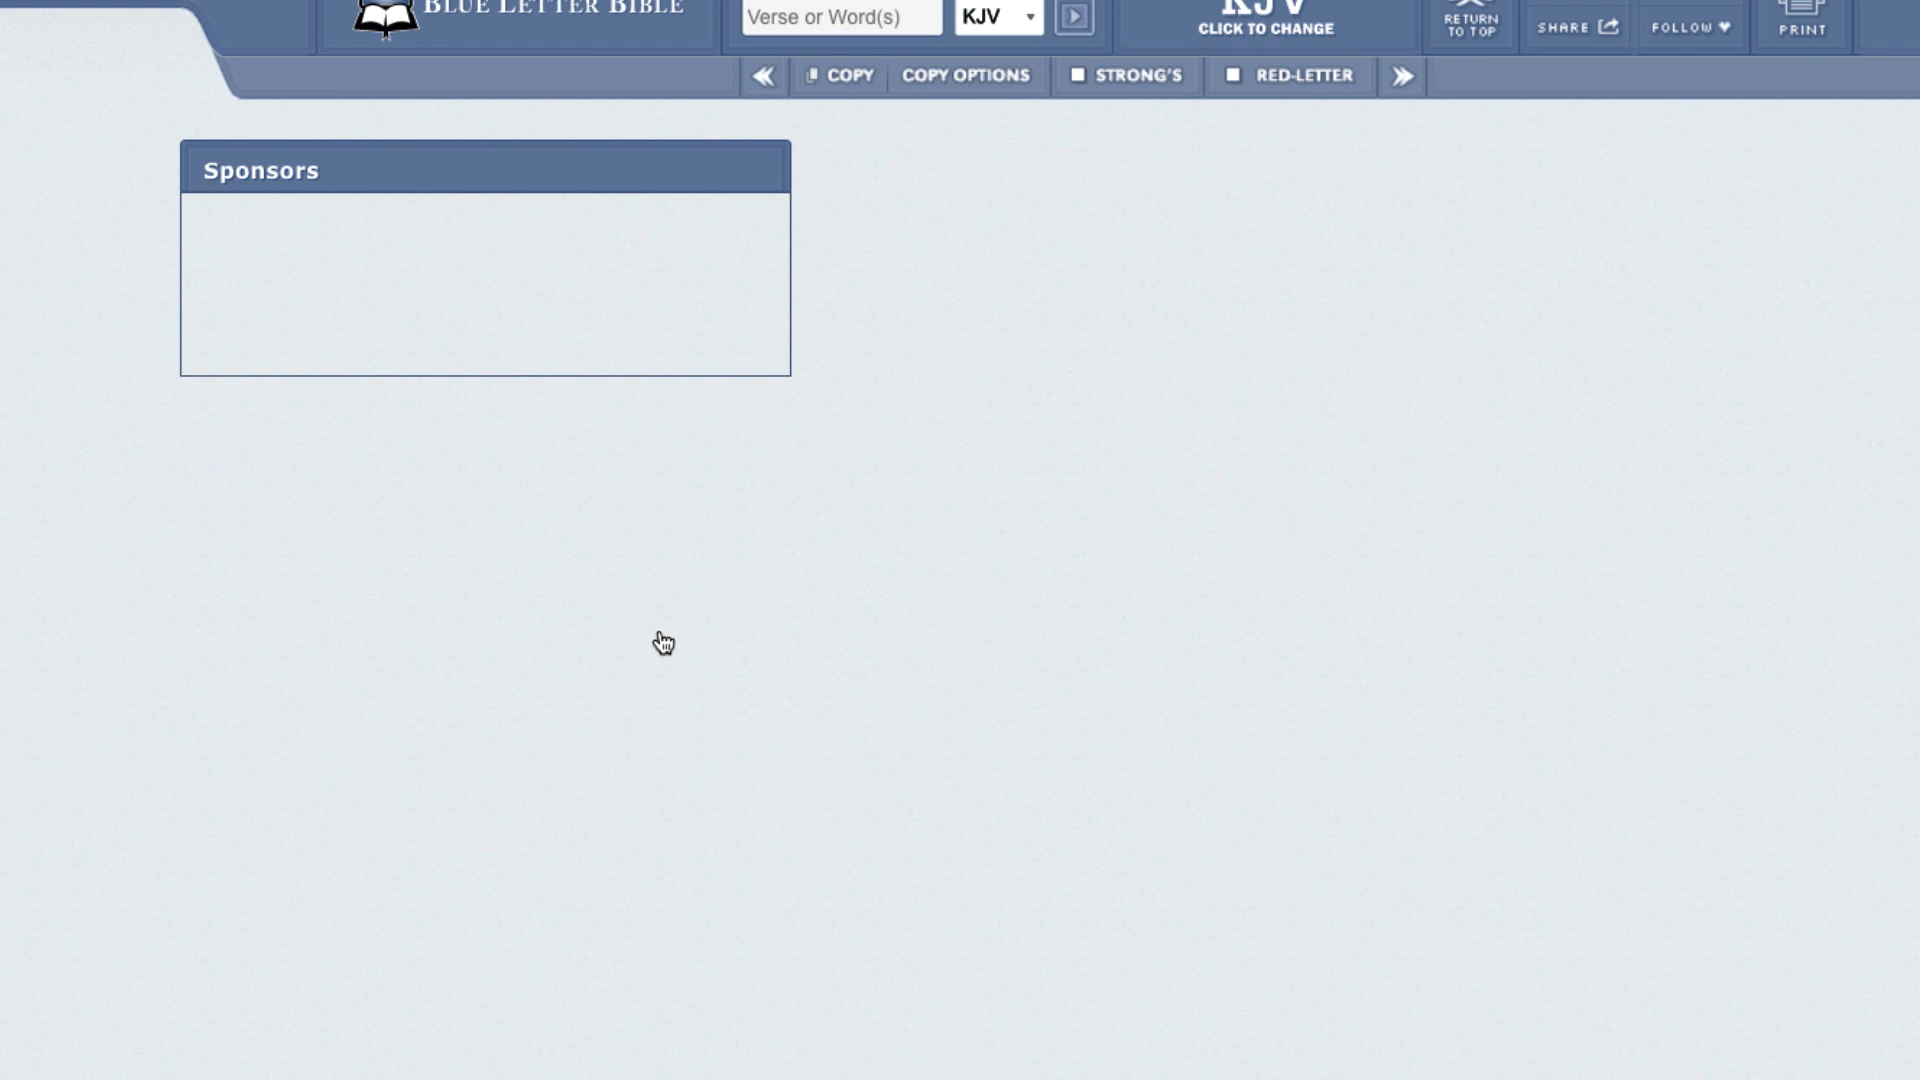 BLUE LETTER BIBLE
Verse or Word(s)
KJV
KJV
CLICK TO CHANGE
RETURN
TO TOP
SHARE
FOLLOW
PRINT
COPY
COPY OPTIONS
STRONG'S
RED-LETTER
Sponsors